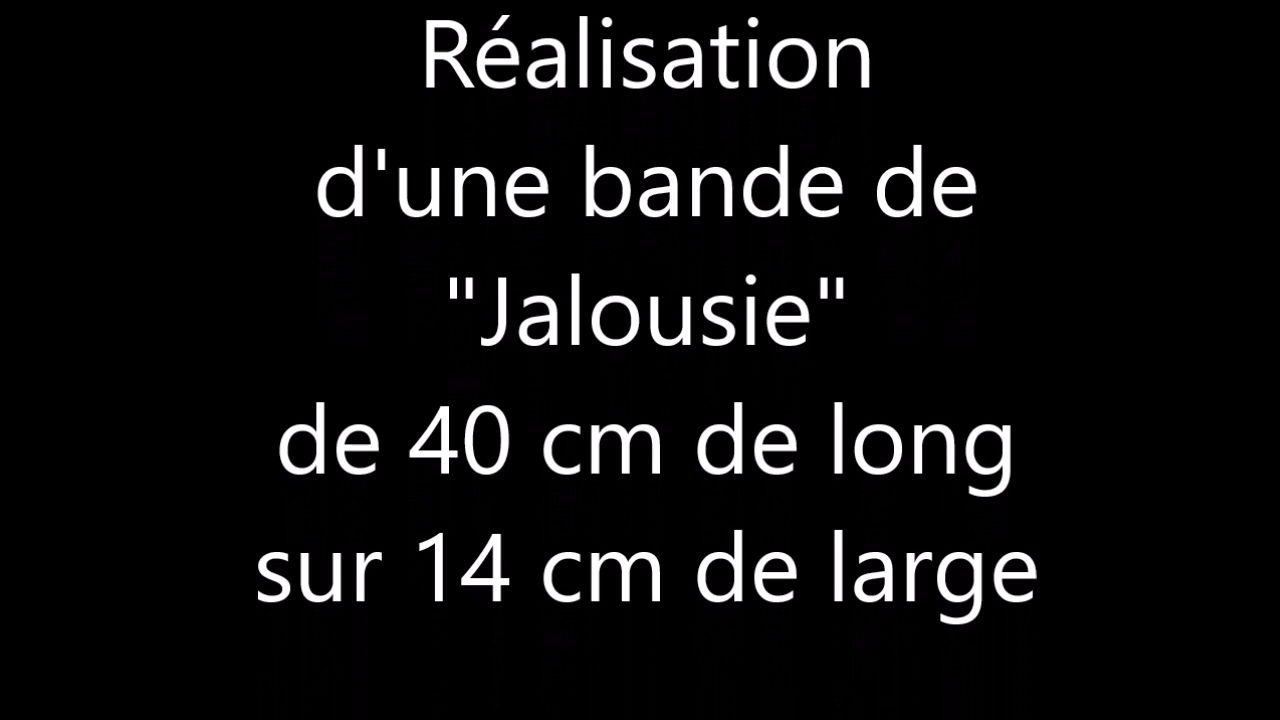 Réalisation
d'une bande de
"Jalousie"
de 40 cm de long
sur 14 cm de large